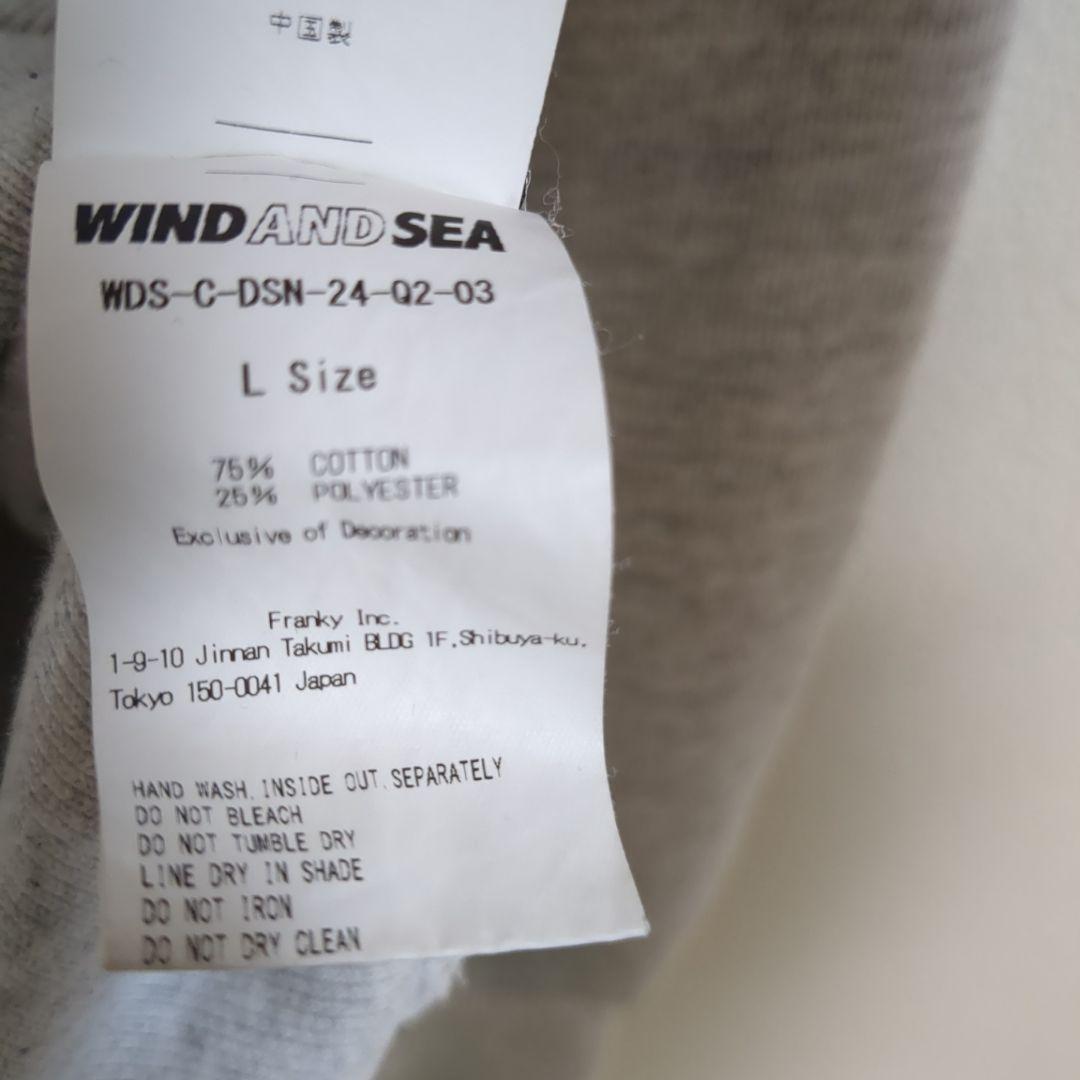 中国製
WIND AND SEA
WDS-C-DSN-24-Q2-03
L Size
75% COTTON
25% POLYESTER
Exclusive of Decoration
Franky Inc.
1-9-10 Jinnan Takumi BLDG 1F,Shibuya-ku,
Tokyo 150-0041 Japan
HAND WASH, INSIDE OUT, SEPARATELY
DO NOT BLEACH
DO NOT TUMBLE DRY
LINE DRY IN SHADE
DO NOT IRON
DO NOT DRY CLEAN